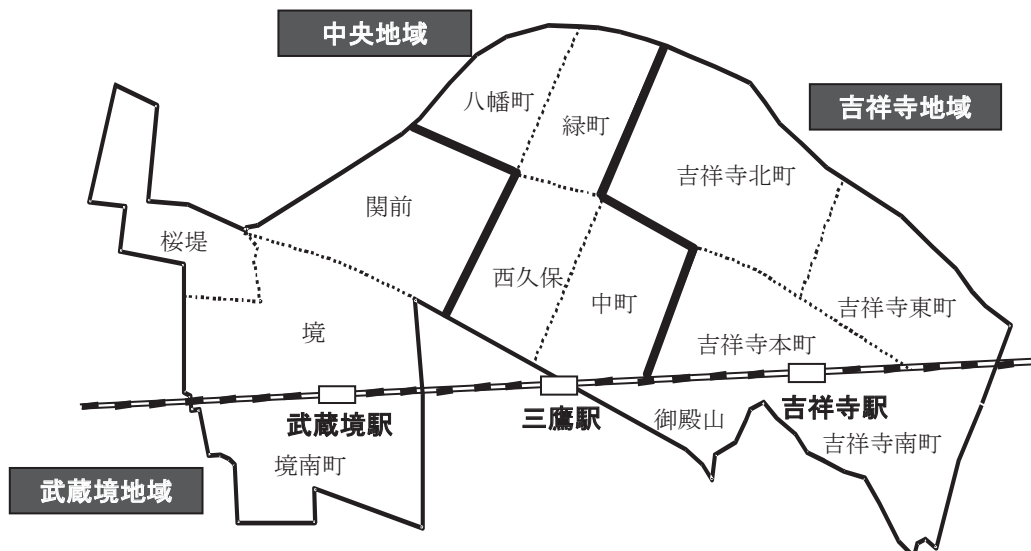 中央地域
八幡町
緑町
吉祥寺地域
吉祥寺北町
関前
桜堤
西久保
中町
吉祥寺東町
境
吉祥寺本町
武蔵境駅
三鷹駅
御殿山
吉祥寺駅
吉祥寺南町
境南町
武蔵境地域